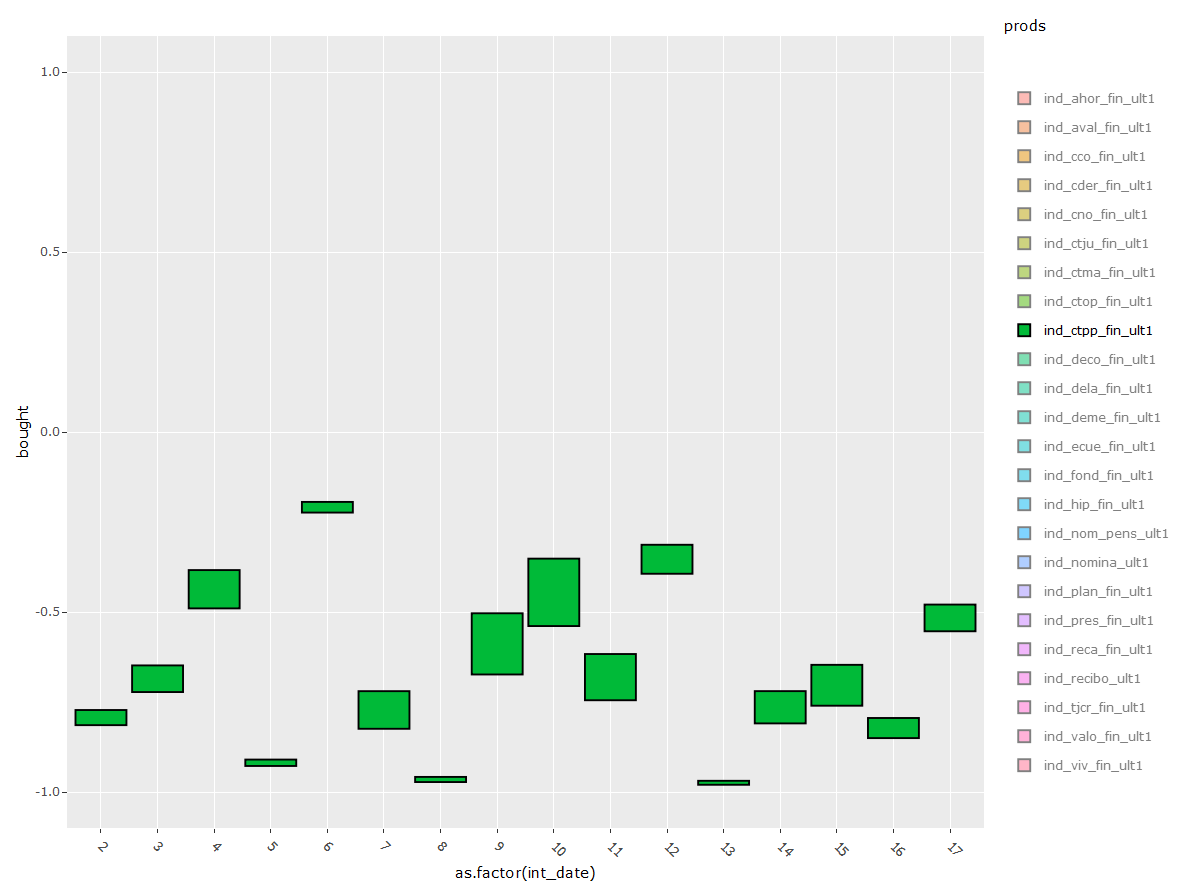 prods
ind_ahor_fin_ult1
ind_aval_fin_ult1
ind_cco_fin_ult1
ind_cder_fin_ult1
ind_cno_fin_ult1
ind_ctju_fin_ult1
ind_ctma_fin_ult1
ind_ctop_fin_ult1
ind_ctpp_fin_ult1
ind_deco_fin_ult1
ind_dela_fin_ult1
ind_deme_fin_ult1
ind_ecue_fin_ult1
ind_fond_fin_ult1
ind_hip_fin_ult1
ind_nom_pens_ult1
ind_nomina_ult1
ind_plan_fin_ult1
ind_pres_fin_ult1
ind_reca_fin_ult1
ind_recibo_ult1
ind_tjcr_fin_ult1
ind_valo_fin_ult1
ind_viv_fin_ult1
bought
1.0
0.5
0.0
-0.5
-1.0
2 3 4 5 6 7 8 9 10 11 12 13 14 15 16 17
as.factor(int_date)